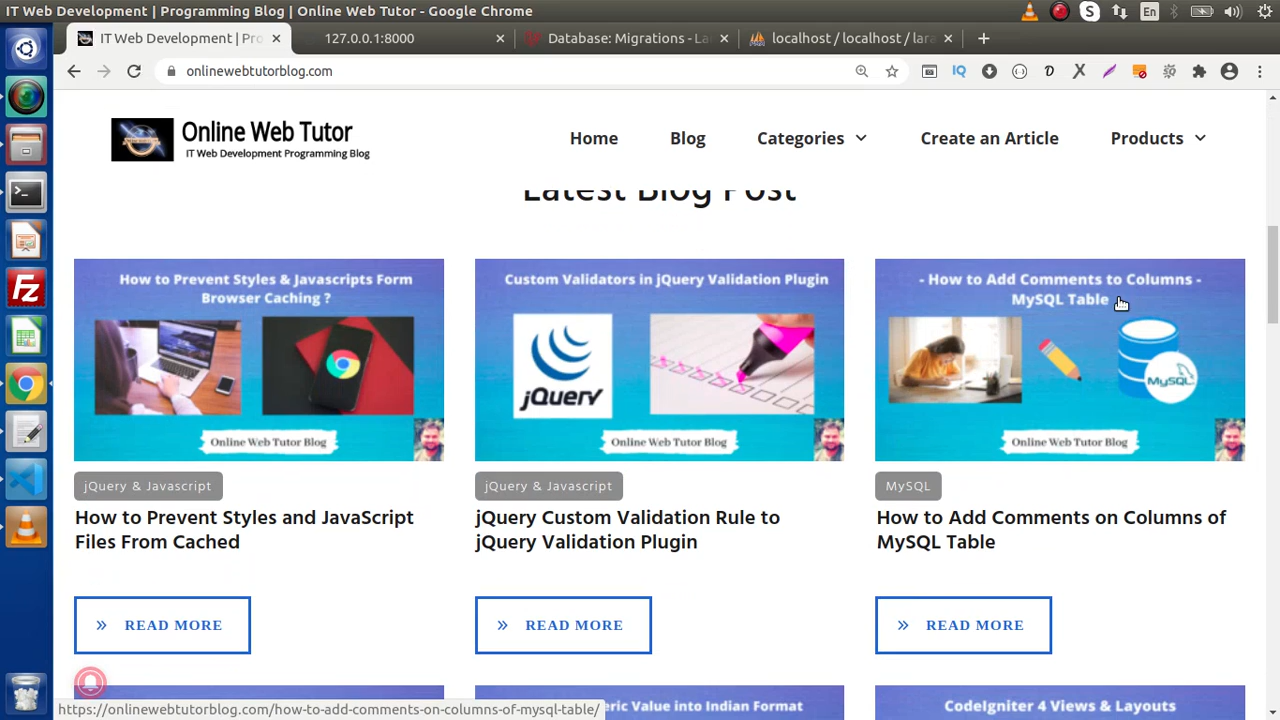 IT Web Development | Programming Blog | Online Web Tutor - Google Chrome
En
IT Web Development | Pro
127.0.0.1:8000
Database: Migrations - La
localhost / localhost / lara
onlinewebtutorblog.com
Online Web Tutor
IT Web Development Programming Blog
Home
Blog
Categories
Create an Article
Products
Latest Blog Post
How to Prevent Styles & Javascripts Form
Browser Caching ?
Online Web Tutor Blog
Custom Validators in jQuery Validation Plugin
jQuery
Online Web Tutor Blog
- How to Add Comments to Columns -
MySQL Table
MySQL
Online Web Tutor Blog
jQuery & Javascript
jQuery & Javascript
MySQL
How to Prevent Styles and JavaScript
Files From Cached
jQuery Custom Validation Rule to
jQuery Validation Plugin
How to Add Comments on Columns of
MySQL Table
» READ MORE
» READ MORE
» READ MORE
eric Value into Indian Format
CodeIgniter 4 Views & Layouts
https://onlinewebtutorblog.com/how-to-add-comments-on-columns-of-mysql-table/